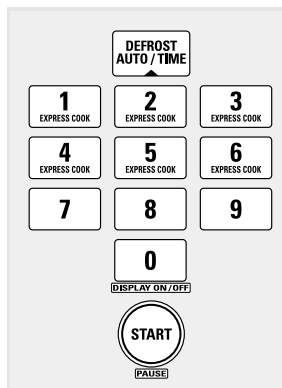 DEFROST
AUTO/TIME
1 2 3
EXPRESS COOK EXPRESS COOK EXPRESS COOK
4 5 6
EXPRESS COOK EXPRESS COOK EXPRESS COOK
7 8 9
0
DISPLAY ON/OFF
START
PAUSE